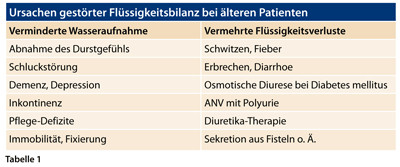 Ursachen gestörter Flüssigkeitsbilanz bei älteren Patienten
Verminderte Wasseraufnahme Vermehrte Flüssigkeitsverluste
Abnahme des Durstgefühls Schwitzen, Fieber
Schluckstörung Erbrechen, Diarrhoe
Demenz, Depression Osmotische Diurese bei Diabetes mellitus
Inkontinenz ANV mit Polyurie
Pflege-Defizite Diuretika-Therapie
Immobilität, Fixierung Sekretion aus Fisteln o. Ä.
Tabelle 1